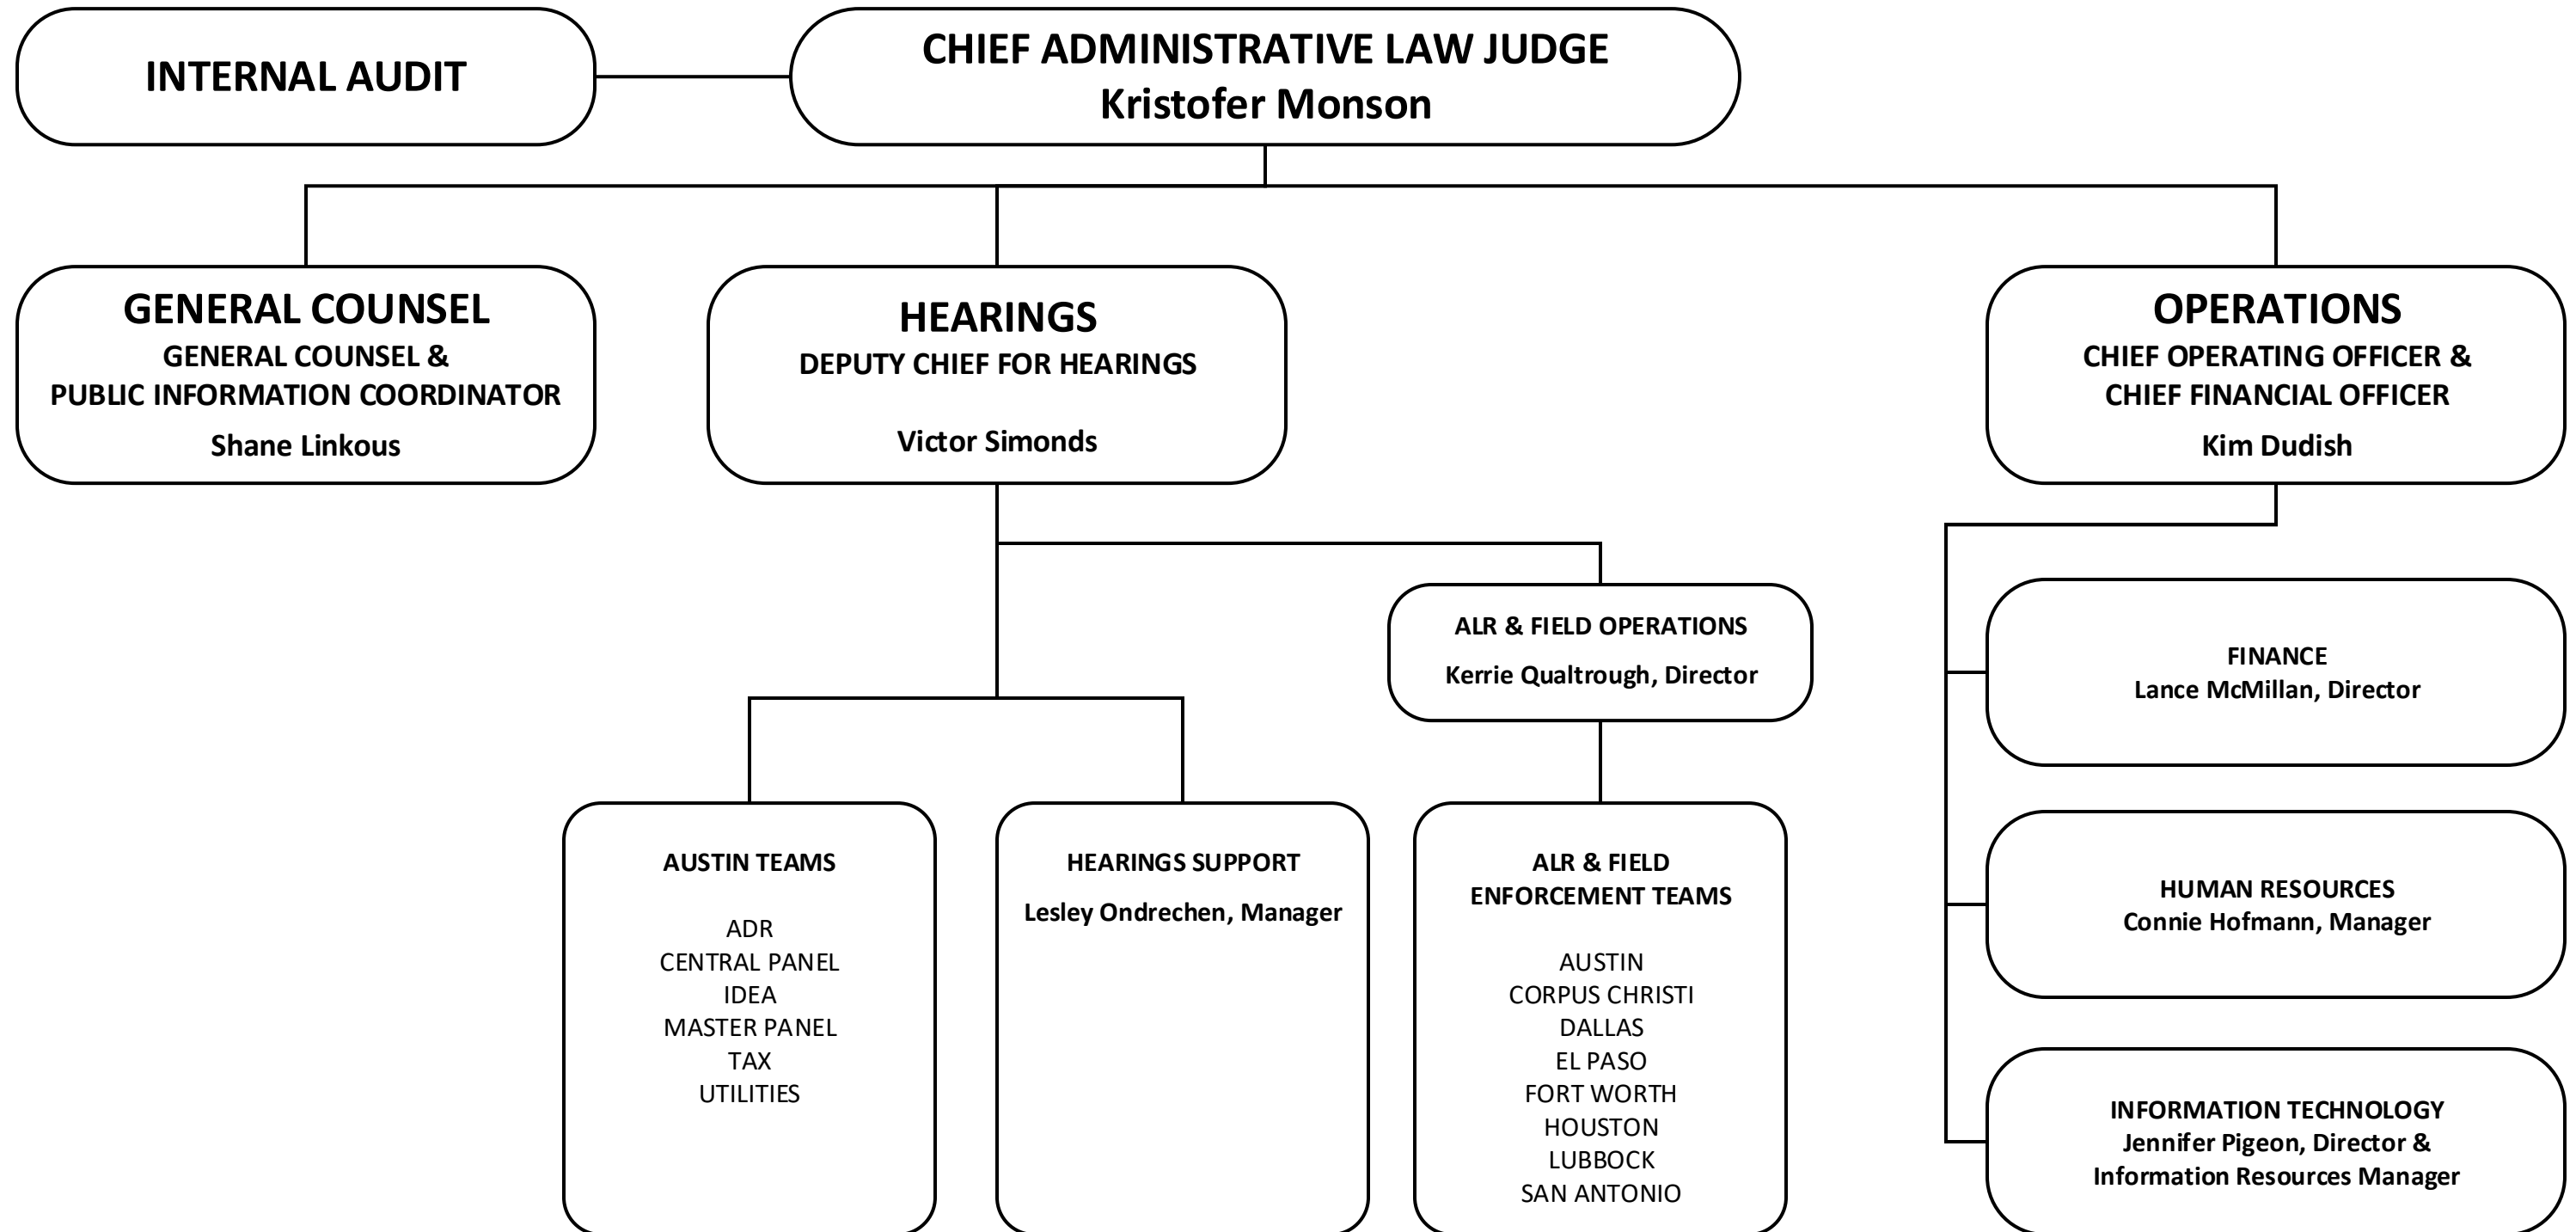 INTERNAL AUDIT
CHIEF ADMINISTRATIVE LAW JUDGE
Kristofer Monson
GENERAL COUNSEL
GENERAL COUNSEL &
PUBLIC INFORMATION COORDINATOR
Shane Linkous
HEARINGS
DEPUTY CHIEF FOR HEARINGS
Victor Simonds
OPERATIONS
CHIEF OPERATING OFFICER &
CHIEF FINANCIAL OFFICER
Kim Dudish
ALR & FIELD OPERATIONS
Kerrie Qualtrough, Director
FINANCE
Lance McMillan, Director
AUSTIN TEAMS
ADR
CENTRAL PANEL
IDEA
MASTER PANEL
TAX
UTILITIES
HEARINGS SUPPORT
Lesley Ondrechen, Manager
ALR & FIELD
ENFORCEMENT TEAMS
AUSTIN
CORPUS CHRISTI
DALLAS
EL PASO
FORT WORTH
HOUSTON
LUBBOCK
SAN ANTONIO
HUMAN RESOURCES
Connie Hofmann, Manager
INFORMATION TECHNOLOGY
Jennifer Pigeon, Director &
Information Resources Manager